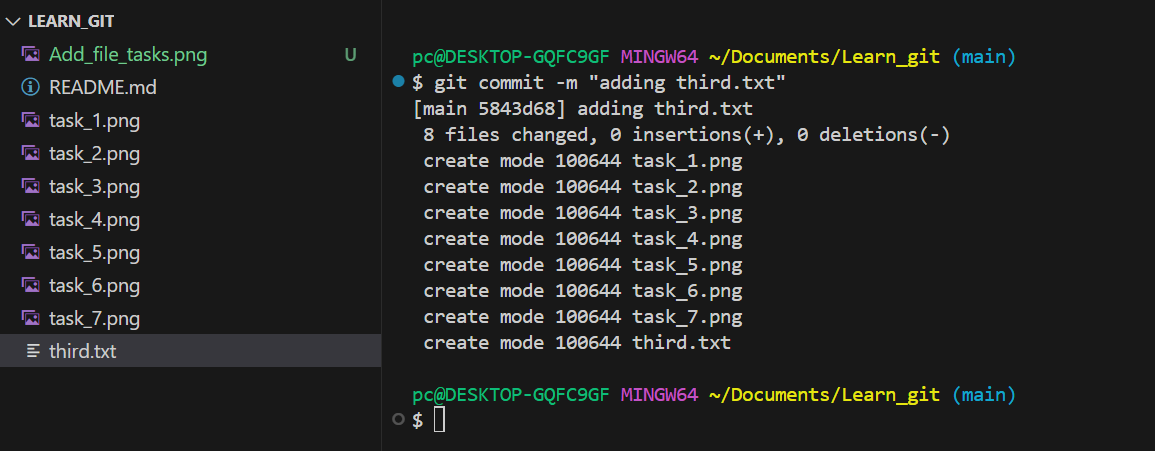 LEARN_GIT
Add_file_tasks.png U
README.md
task_1.png
task_2.png
task_3.png
task_4.png
task_5.png
task_6.png
task_7.png
third.txt
pc@DESKTOP-GQFC9GF MINGW64 ~/Documents/Learn_git (main)
$ git commit -m "adding third.txt"
[main 5843d68] adding third.txt
8 files changed, 0 insertions(+), 0 deletions(-)
create mode 100644 task_1.png
create mode 100644 task_2.png
create mode 100644 task_3.png
create mode 100644 task_4.png
create mode 100644 task_5.png
create mode 100644 task_6.png
create mode 100644 task_7.png
create mode 100644 third.txt
pc@DESKTOP-GQFC9GF MINGW64 ~/Documents/Learn_git (main)
$